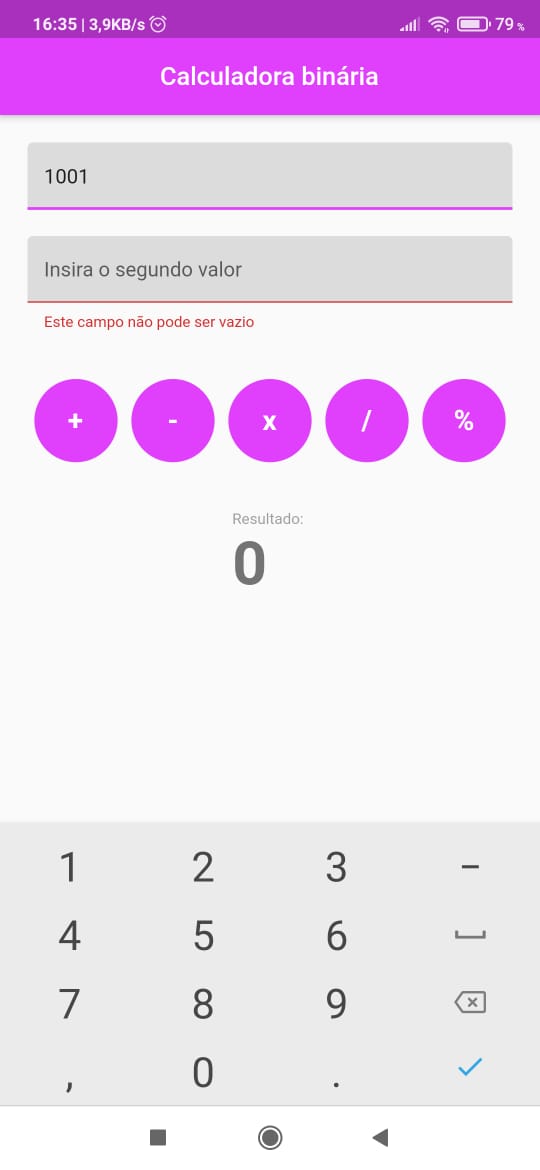 16:35 | 3,9KB/s 79 %
Calculadora binária
1001
Insira o segundo valor
Este campo não pode ser vazio
+ - x / %
Resultado:
0
1 2 3 −
4 5 6
7 8 9
, 0 .